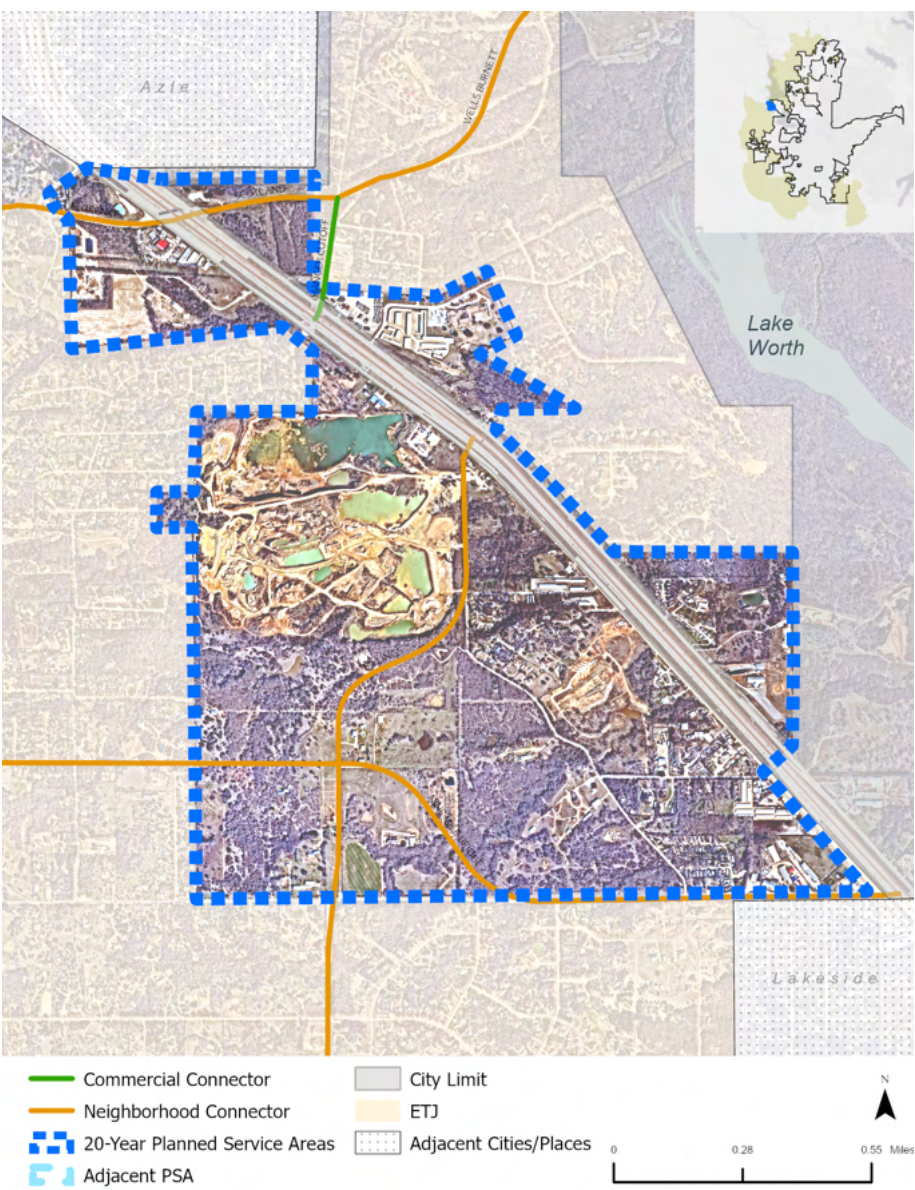 Azle
WELLS BURNETT
Lake
Worth
Lakeside
Commercial Connector
Neighborhood Connector
20-Year Planned Service Areas
Adjacent PSA
City Limit
ETJ
Adjacent Cities/Places
N
0
0.28
0.55 Miles